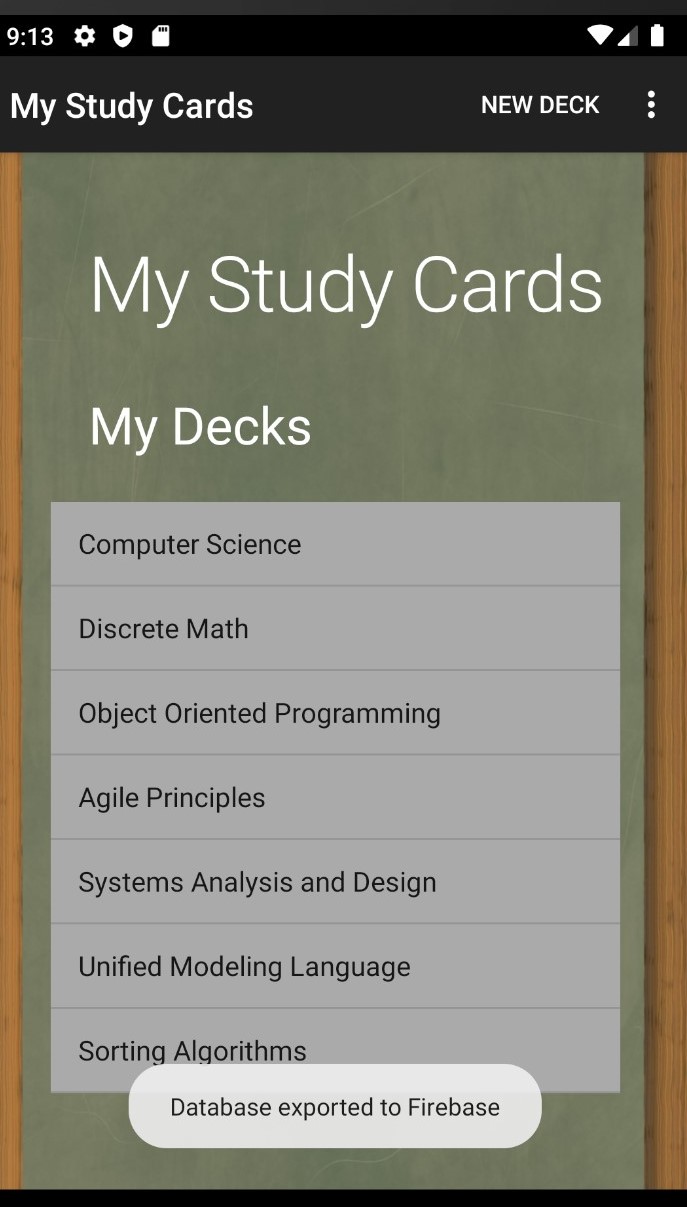 9:13
My Study Cards NEW DECK
My Study Cards
My Decks
Computer Science
Discrete Math
Object Oriented Programming
Agile Principles
Systems Analysis and Design
Unified Modeling Language
Sorting Algorithms
Database exported to Firebase